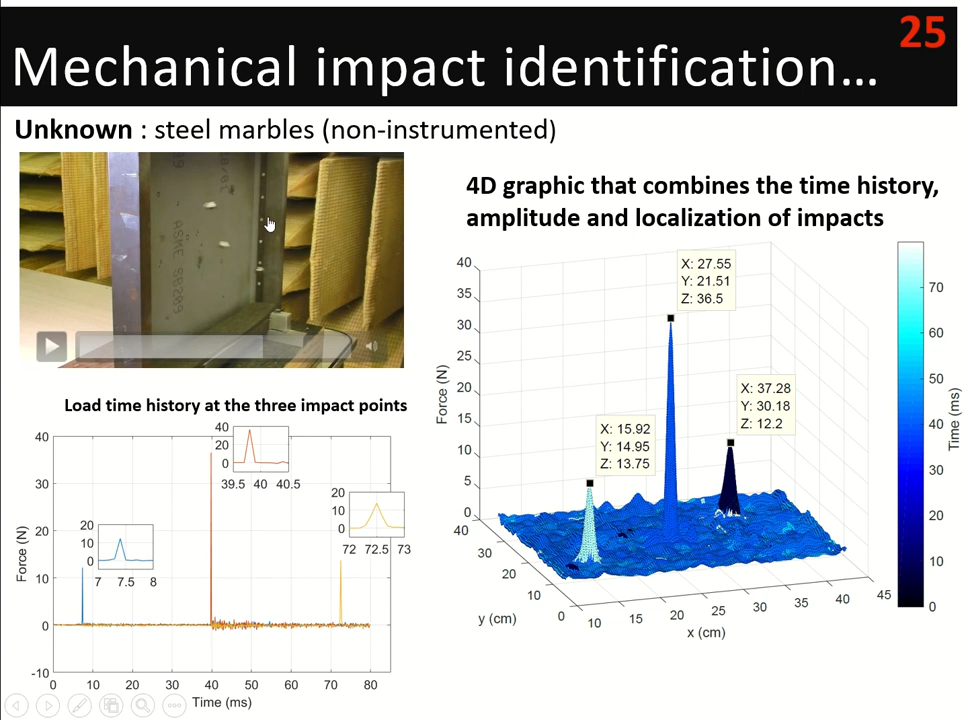 25
Mechanical impact identification…
Unknown : steel marbles (non-instrumented)
ASME SB209
4D graphic that combines the time history,
amplitude and localization of impacts
Load time history at the three impact points
40
30
20
10
0
-10
Force (N)
0 10 20 30 40 50 60 70 80
Time (ms)
20
10
0
7 7.5 8
40
20
0
39.5 40 40.5
20
10
0
72 72.5 73
X: 27.55
Y: 21.51
Z: 36.5
X: 37.28
Y: 30.18
Z: 12.2
X: 15.92
Y: 14.95
Z: 13.75
40
35
30
25
20
15
10
5
0
Force (N)
40
30
20
10
0
y (cm)
10 15 20 25 30 35 40 45
x (cm)
70
60
50
40
30
20
10
0
Time (ms)